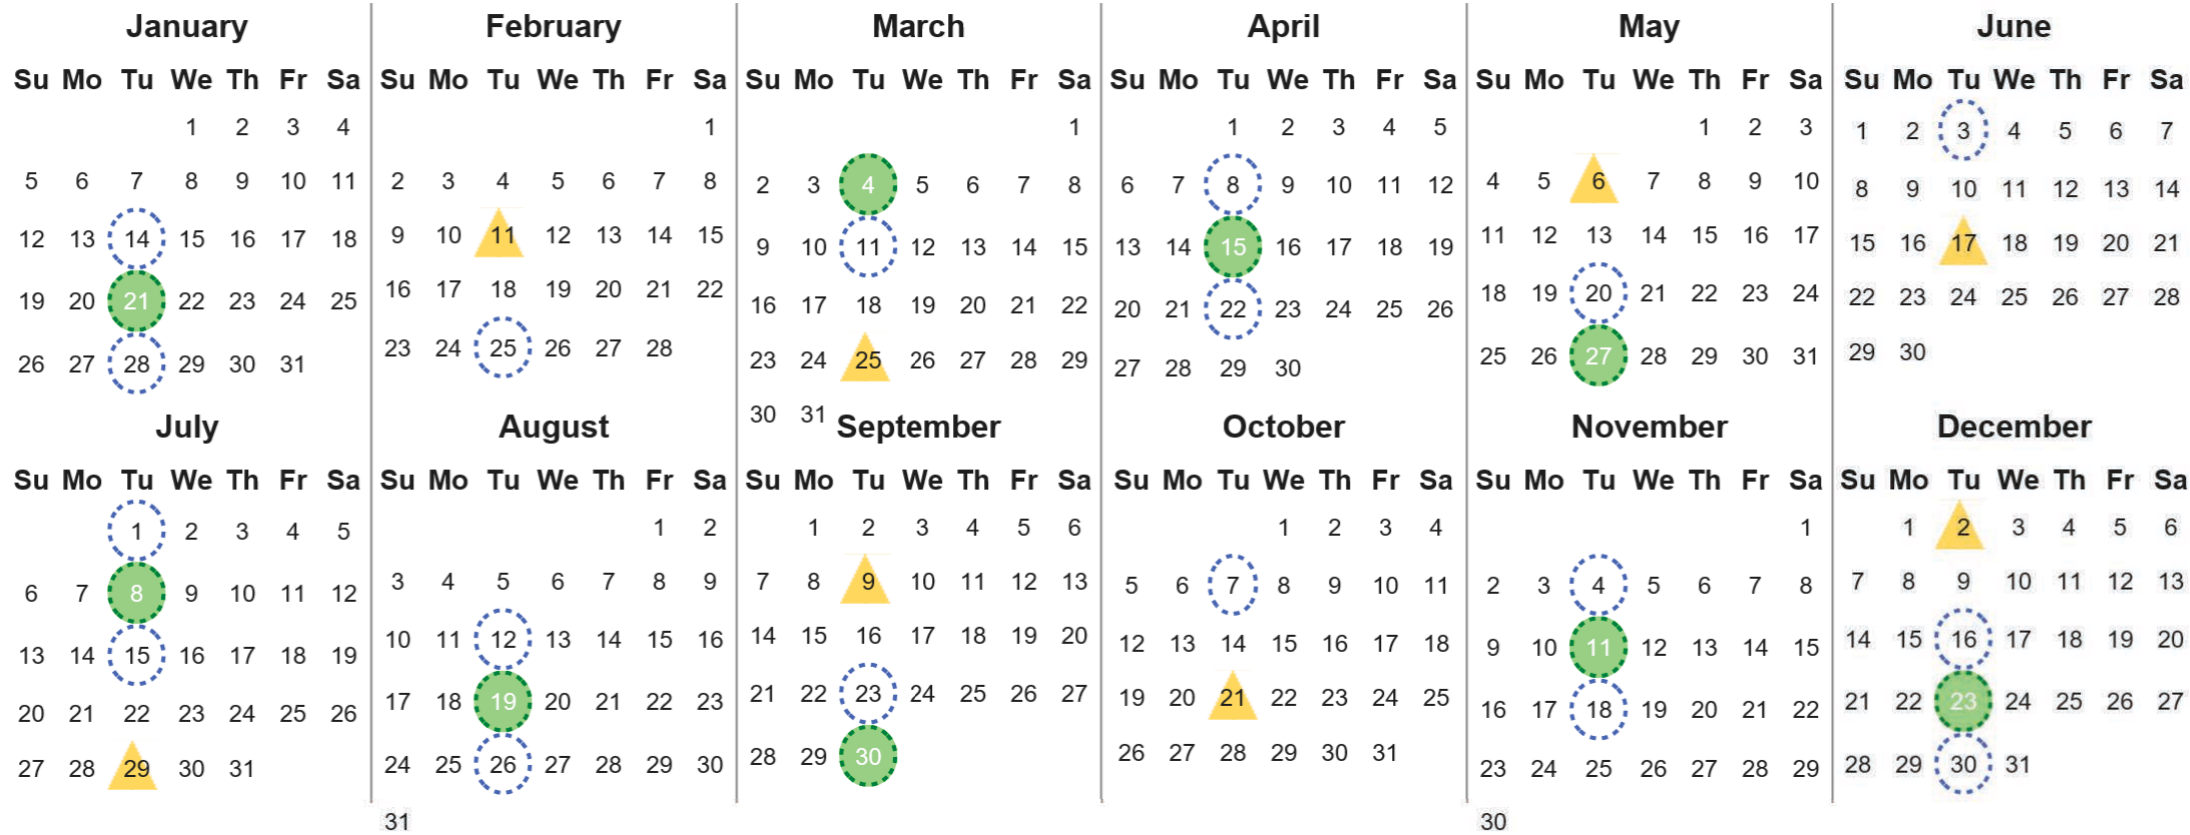 January February March April May June
Su Mo Tu We Th Fr Sa Su Mo Tu We Th Fr Sa Su Mo Tu We Th Fr Sa Su Mo Tu We Th Fr Sa Su Mo Tu We Th Fr Sa Su Mo Tu We Th Fr Sa
1 2 3 4 1 1 1 2 3 4 5 1 2 3 1 2 3 4 5 6 7
5 6 7 8 9 10 11 2 3 4 5 6 7 8 2 3 4 5 6 7 8 6 7 8 9 10 11 12 4 5 6 7 8 9 10 8 9 10 11 12 13 14
12 13 14 15 16 17 18 9 10 11 12 13 14 15 9 10 11 12 13 14 15 13 14 15 16 17 18 19 11 12 13 14 15 16 17 15 16 17 18 19 20 21
19 20 21 22 23 24 25 16 17 18 19 20 21 22 16 17 18 19 20 21 22 20 21 22 23 24 25 26 18 19 20 21 22 23 24 22 23 24 25 26 27 28
26 27 28 29 30 31 23 24 25 26 27 28 23 24 25 26 27 28 29 27 28 29 30 25 26 27 28 29 30 31 29 30
30 31
July August September October November December
Su Mo Tu We Th Fr Sa Su Mo Tu We Th Fr Sa Su Mo Tu We Th Fr Sa Su Mo Tu We Th Fr Sa Su Mo Tu We Th Fr Sa Su Mo Tu We Th Fr Sa
1 2 3 4 5 1 2 1 2 3 4 5 6 1 2 3 4 1 1 2 3 4 5 6
6 7 8 9 10 11 12 3 4 5 6 7 8 9 7 8 9 10 11 12 13 5 6 7 8 9 10 11 2 3 4 5 6 7 8 7 8 9 10 11 12 13
13 14 15 16 17 18 19 10 11 12 13 14 15 16 14 15 16 17 18 19 20 12 13 14 15 16 17 18 9 10 11 12 13 14 15 14 15 16 17 18 19 20
20 21 22 23 24 25 26 17 18 19 20 21 22 23 21 22 23 24 25 26 27 19 20 21 22 23 24 25 16 17 18 19 20 21 22 21 22 23 24 25 26 27
27 28 29 30 31 24 25 26 27 28 29 30 28 29 30 26 27 28 29 30 31 23 24 25 26 27 28 29 28 29 30 31
31 30